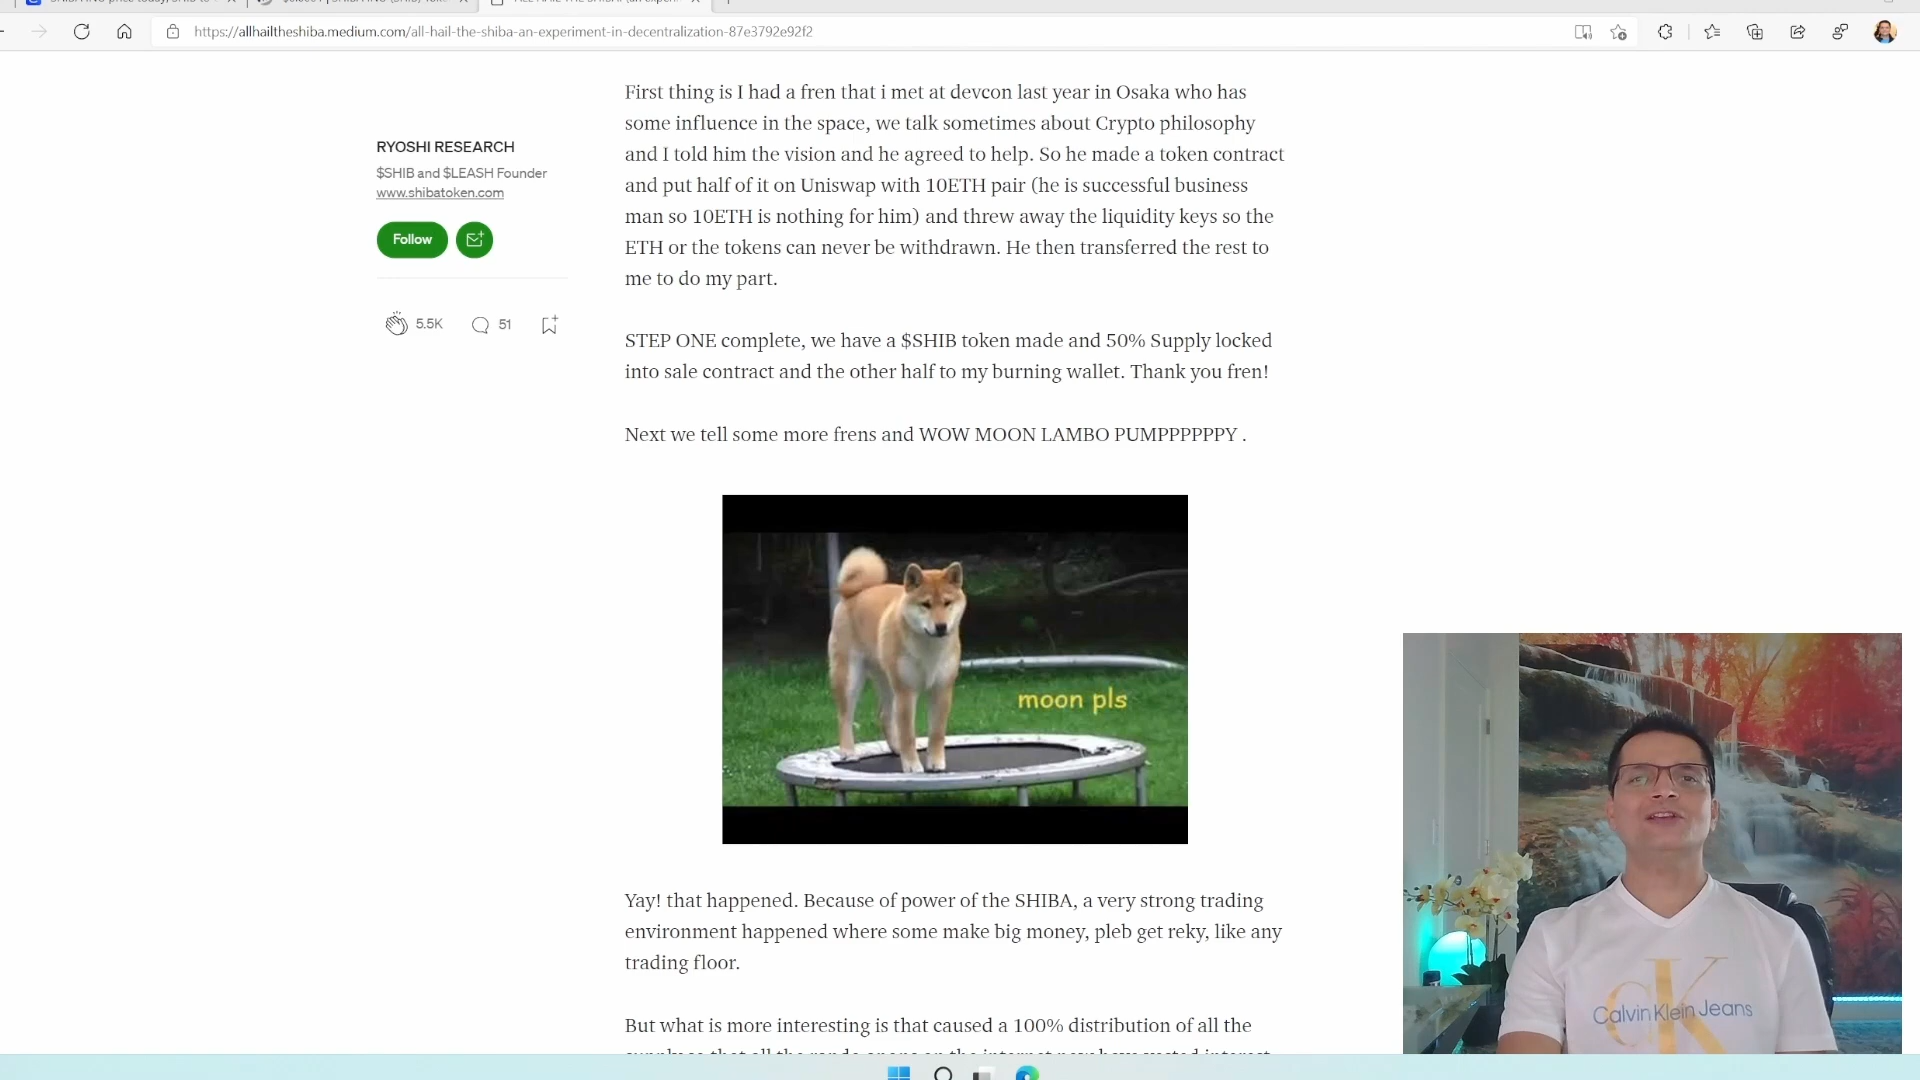 https://allhailtheshiba.medium.com/all-hail-the-shiba-an-experiment-in-decentralization-87e3792e92f2
RYOSHI RESEARCH
$SHIB and $LEASH Founder
www.shibatoken.com
Follow
5.5K
51
First thing is I had a fren that i met at devcon last year in Osaka who has
some influence in the space, we talk sometimes about Crypto philosophy
and I told him the vision and he agreed to help. So he made a token contract
and put half of it on Uniswap with 10ETH pair (he is successful business
man so 10ETH is nothing for him) and threw away the liquidity keys so the
ETH or the tokens can never be withdrawn. He then transferred the rest to
me to do my part.
STEP ONE complete, we have a $SHIB token made and 50% Supply locked
into sale contract and the other half to my burning wallet. Thank you fren!
Next we tell some more frens and WOW MOON LAMBO PUMPPPPPPY .
moon pls
Yay! that happened. Because of power of the SHIBA, a very strong trading
environment happened where some make big money, pleb get reky, like any
trading floor.
But what is more interesting is that caused a 100% distribution of all the
CK
Calvin Klein Jeans